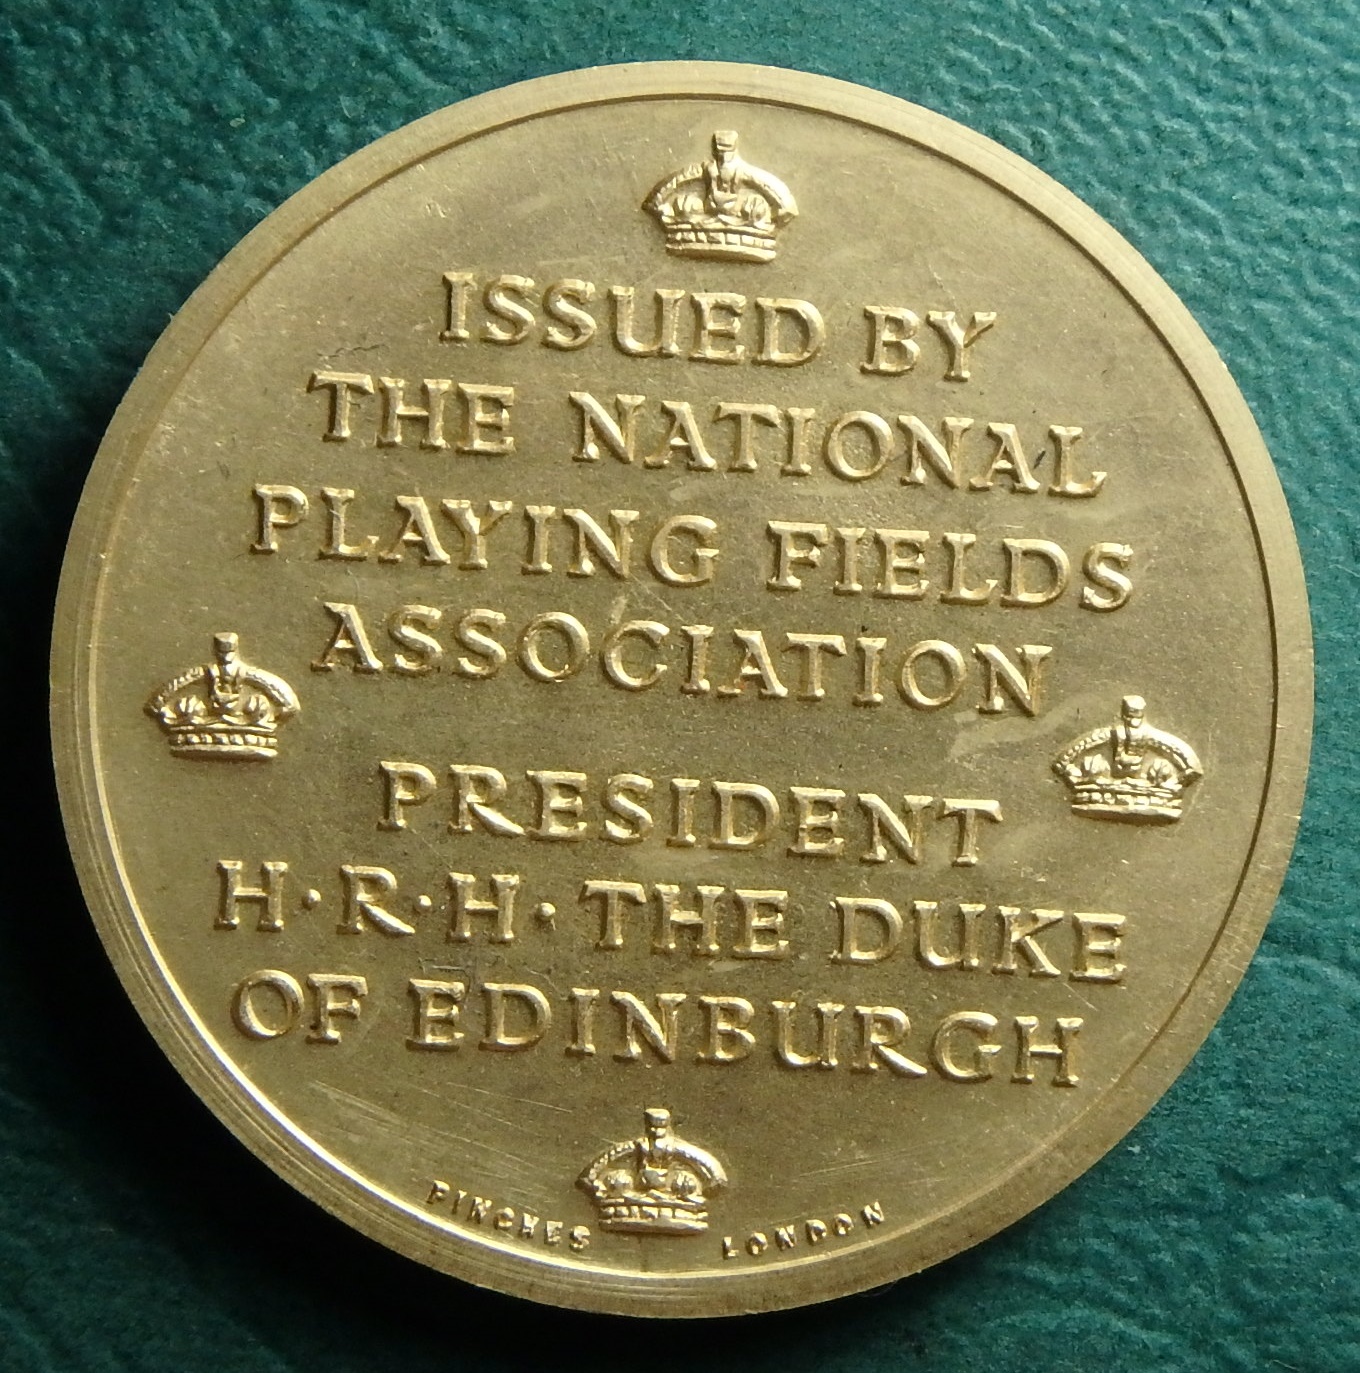 ISSUED BY
THE NATIONAL
PLAYING FIELDS
ASSOCIATION
PRESIDENT
H·R·H· THE DUKE
OF EDINBURGH
PINCHES LONDON